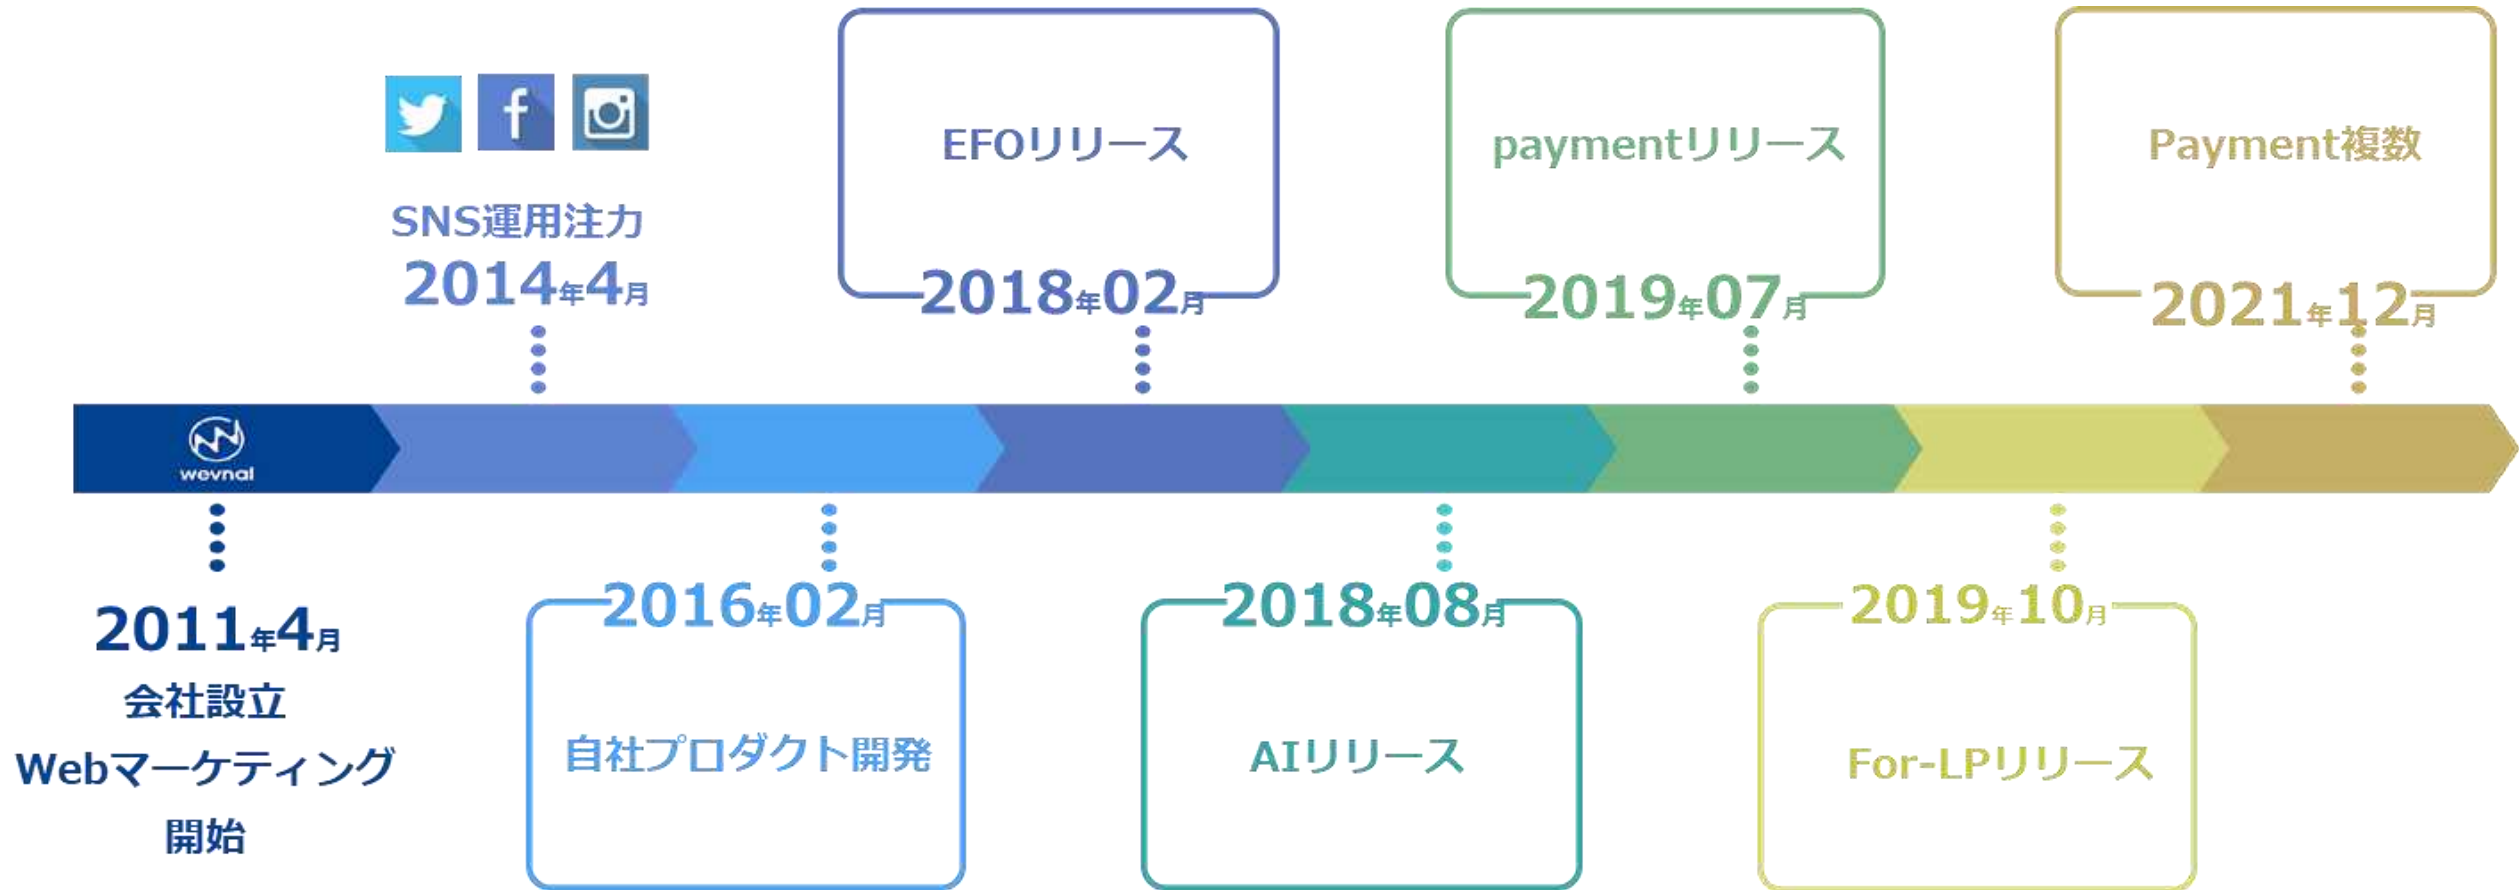 SNS運用注力
2014年4月
EFOリリース
2018年02月
paymentリリース
2019年07月
Payment複数
2021年12月
wevnal
2011年4月
会社設立
Webマーケティング
開始
2016年02月
自社プロダクト開発
2018年08月
AIリリース
2019年10月
For-LPリリース